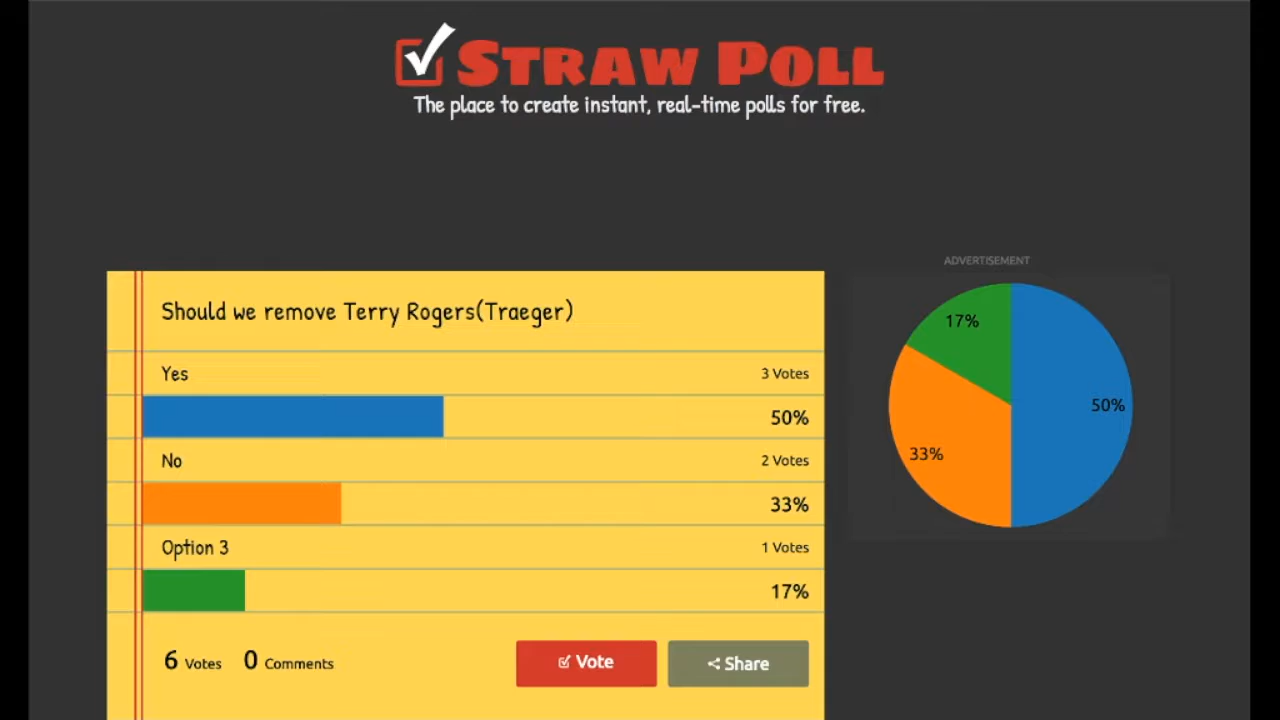 STRAW POLL
The place to create instant, real-time polls for free.
ADVERTISEMENT
Should we remove Terry Rogers(Traeger)
Yes 3 Votes
50%
No 2 Votes
33%
Option 3 1 Votes
17%
6 Votes 0 Comments Vote Share
17%
50%
33%